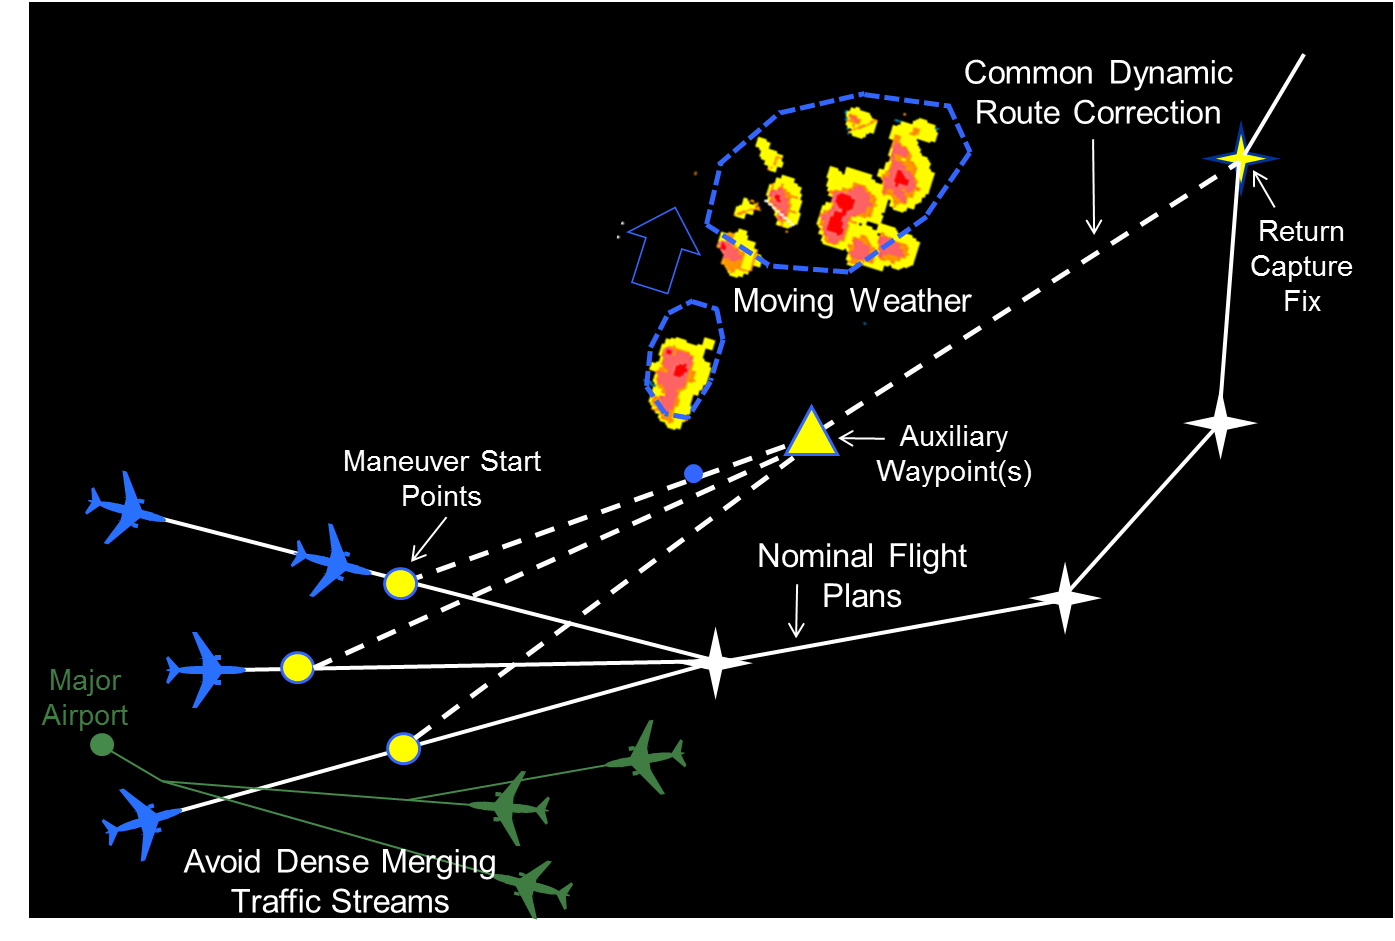 Common Dynamic
Route Correction
Return
Capture
Fix
Moving Weather
Auxiliary
Waypoint(s)
Maneuver Start
Points
Nominal Flight
Plans
Major
Airport
Avoid Dense Merging
Traffic Streams